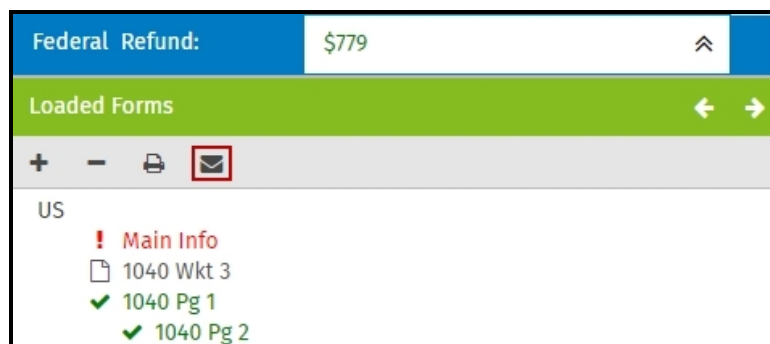 Federal Refund: $779
Loaded Forms
US
! Main Info
1040 Wkt 3
1040 Pg 1
1040 Pg 2